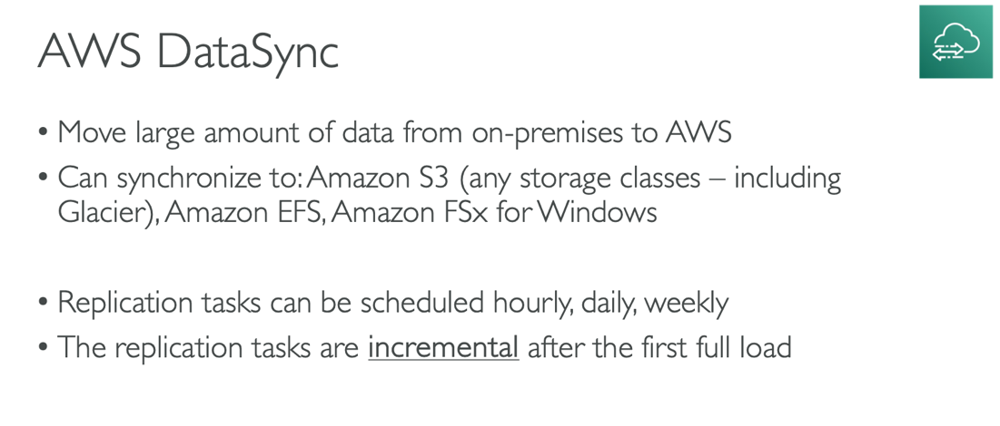 AWS DataSync
• Move large amount of data from on-premises to AWS
• Can synchronize to: Amazon S3 (any storage classes – including
Glacier), Amazon EFS, Amazon FSx for Windows
• Replication tasks can be scheduled hourly, daily, weekly
• The replication tasks are incremental after the first full load